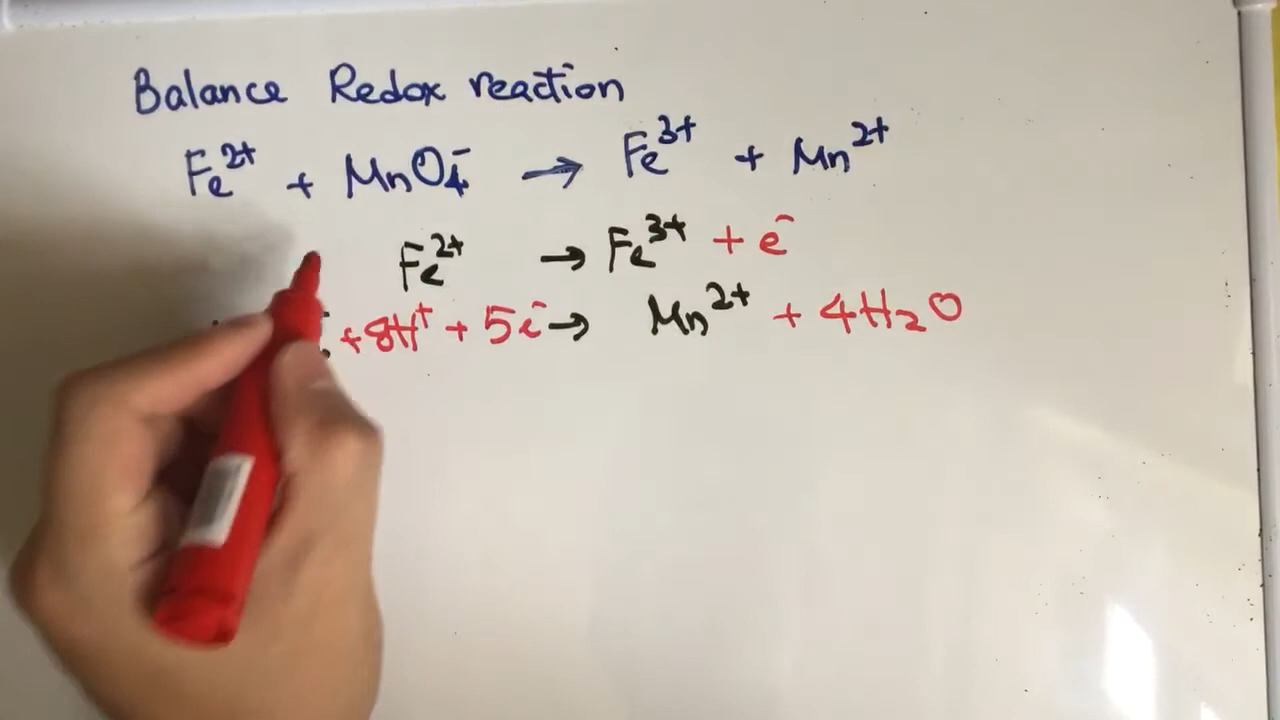 Balance Redox reaction
Fe²⁺ + MnO₄⁻ → Fe³⁺ + Mn²⁺
Fe²⁺ → Fe³⁺ + e⁻
+ 8H⁺ + 5e⁻ → Mn²⁺ + 4H₂O